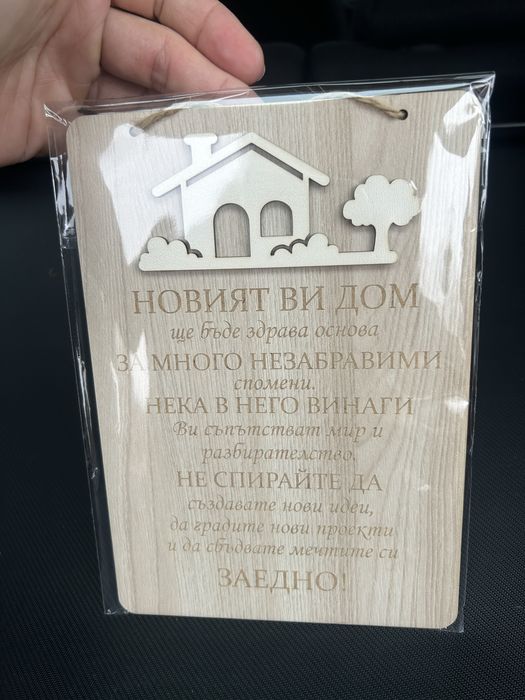 НОВИЯТ ВИ ДОМ
ще бъде здрава основа
ЗА МНОГО НЕЗАБРАВИМИ
спомени.
НЕКА В НЕГО ВИНАГИ
Ви съпътстват мир и
разбирателство.
НЕ СПИРАЙТЕ ДА
създавате нови идеи,
да градите нови проекти
и да сбъдвате мечтите си
ЗАЕДНО!